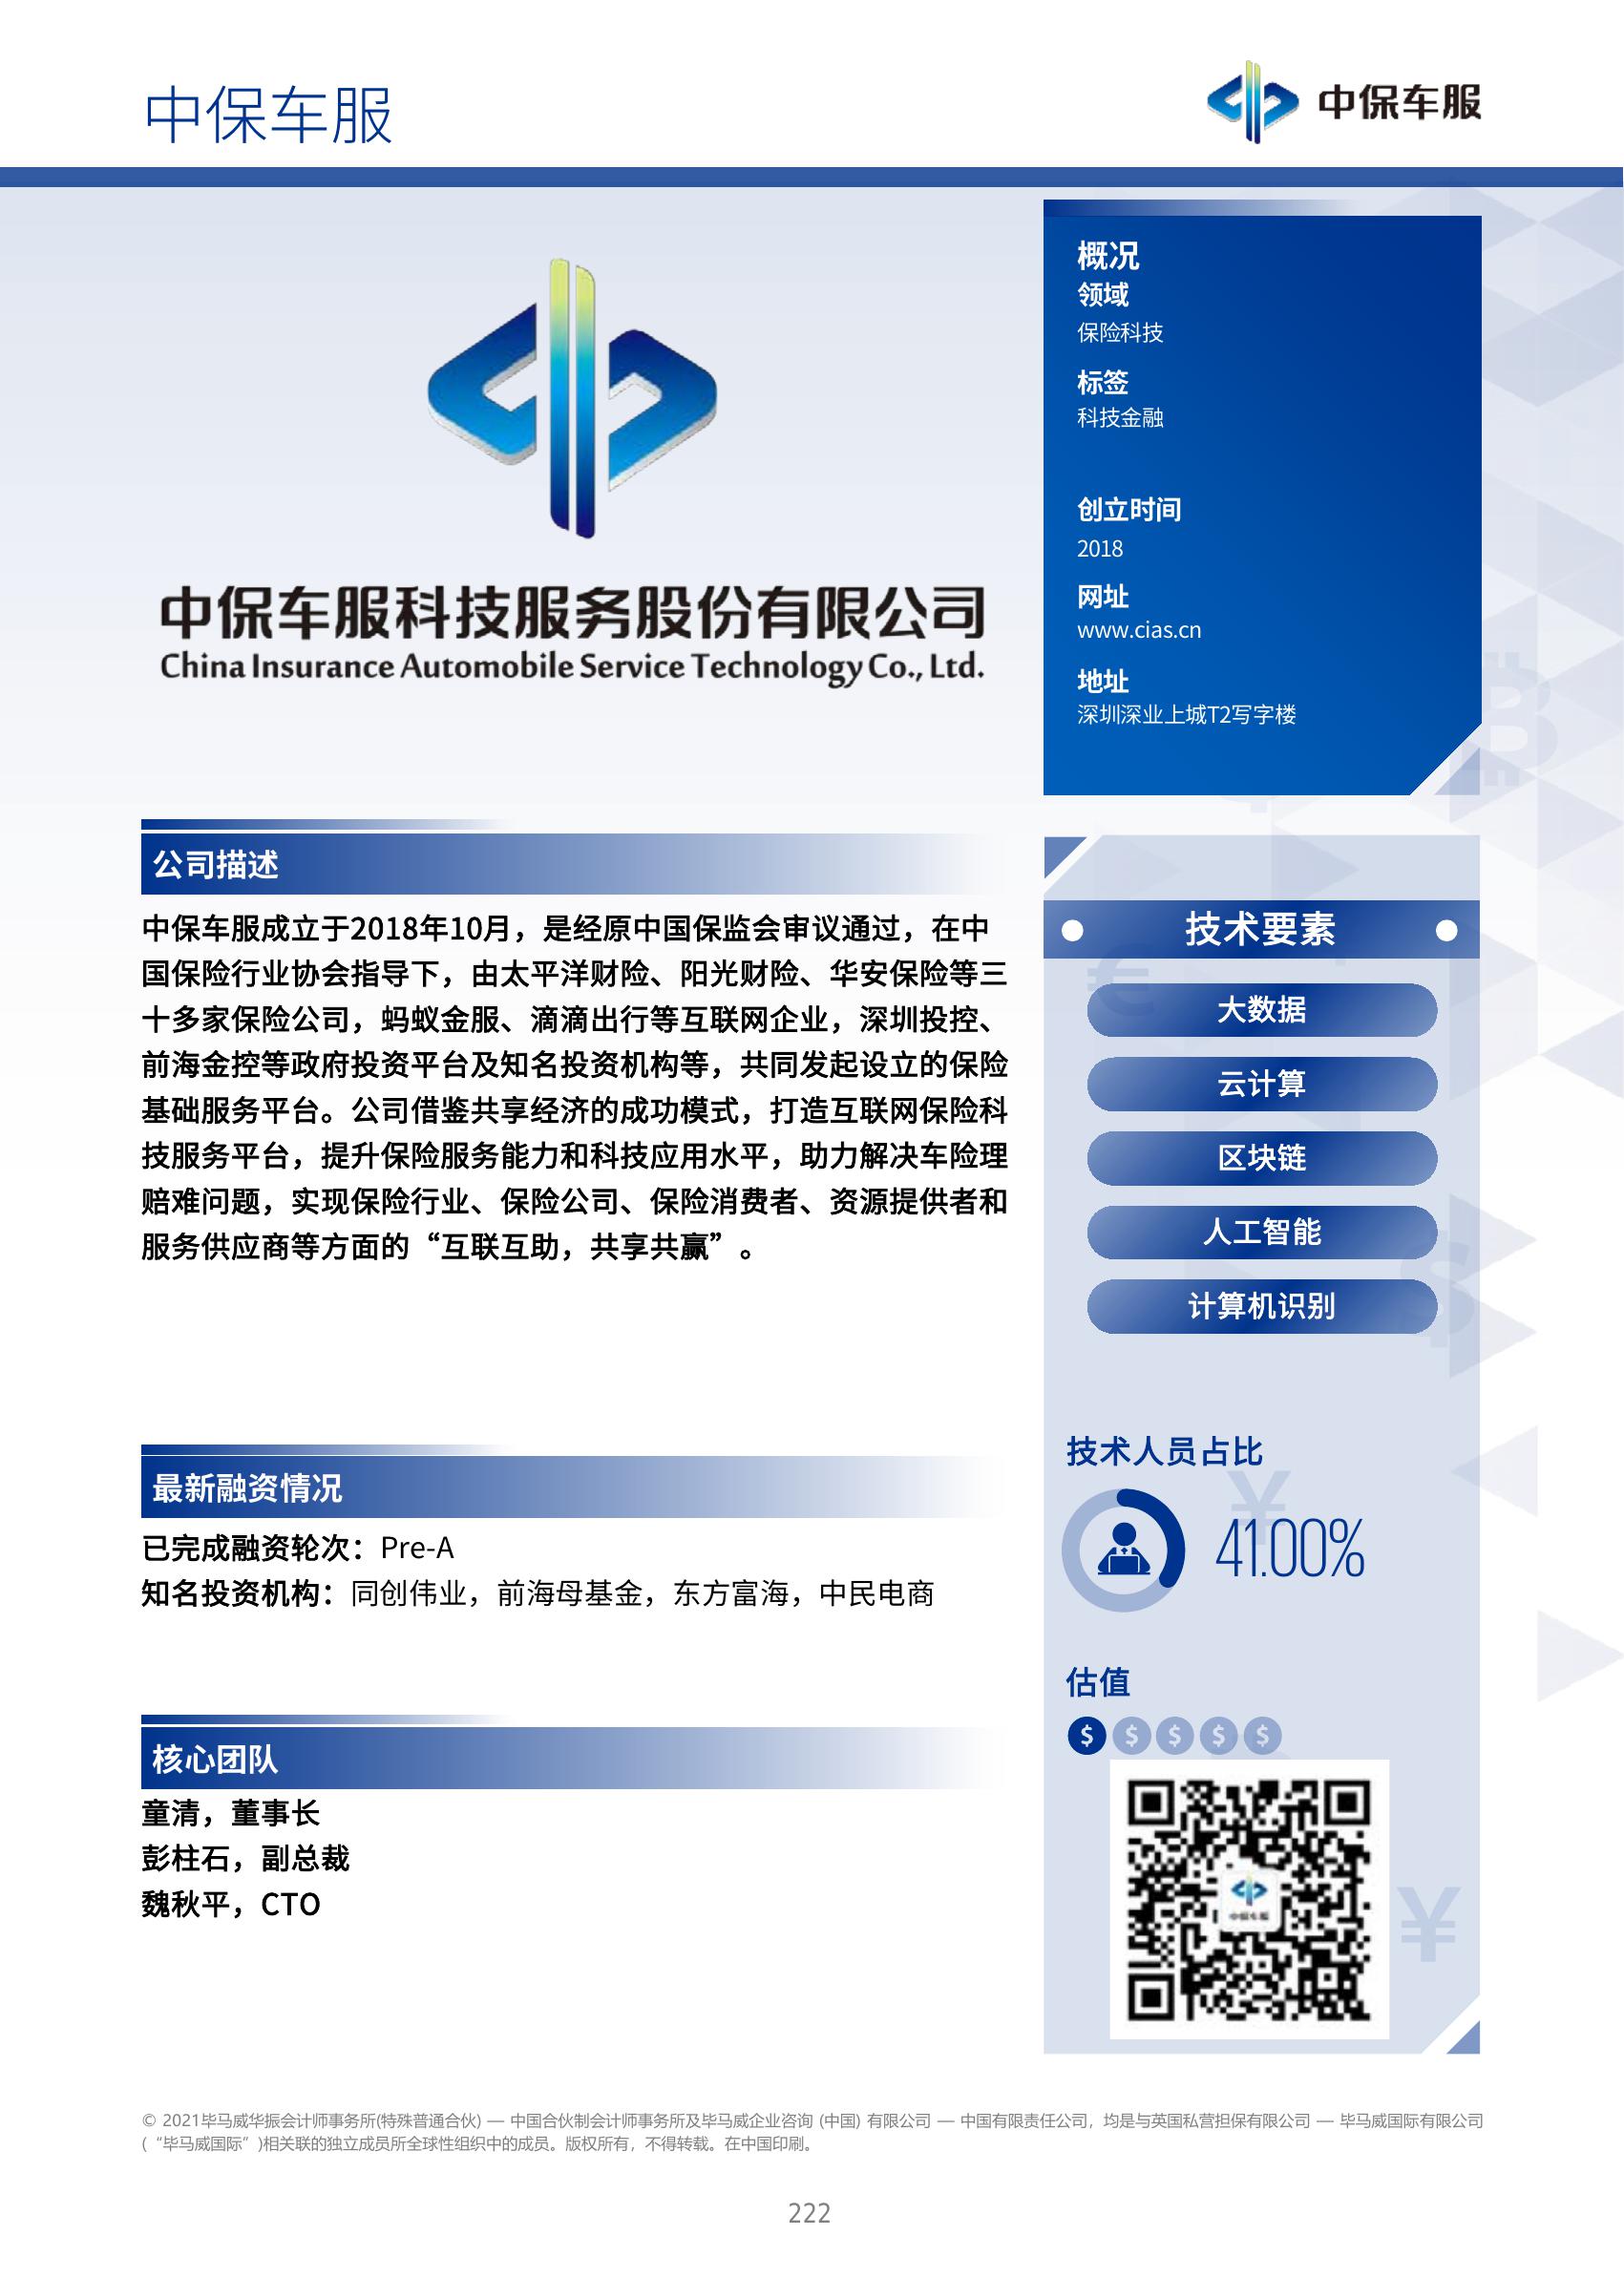 中保车服
中保车服
中保车服科技服务股份有限公司
China Insurance Automobile Service Technology Co., Ltd.
概况
领域
保险科技
标签
科技金融
创立时间
2018
网址
www.cias.cn
地址
深圳深业上城T2写字楼
公司描述
中保车服成立于2018年10月，是经原中国保监会审议通过，在中
国保险行业协会指导下，由太平洋财险、阳光财险、华安保险等三
十多家保险公司，蚂蚁金服、滴滴出行等互联网企业，深圳投控、
前海金控等政府投资平台及知名投资机构等，共同发起设立的保险
基础服务平台。公司借鉴共享经济的成功模式，打造互联网保险科
技服务平台，提升保险服务能力和科技应用水平，助力解决车险理
赔难问题，实现保险行业、保险公司、保险消费者、资源提供者和
服务供应商等方面的“互联互助，共享共赢”。
最新融资情况
已完成融资轮次：Pre-A
知名投资机构：同创伟业，前海母基金，东方富海，中民电商
核心团队
童清，董事长
彭柱石，副总裁
魏秋平，CTO
技术要素
大数据
云计算
区块链
人工智能
计算机识别
技术人员占比
41.00%
估值
$ $ $ $ $
中保车服
© 2021毕马威华振会计师事务所(特殊普通合伙) — 中国合伙制会计师事务所及毕马威企业咨询 (中国) 有限公司 — 中国有限责任公司，均是与英国私营担保有限公司 — 毕马威国际有限公司
(“毕马威国际”)相关联的独立成员所全球性组织中的成员。版权所有，不得转载。在中国印刷。
222